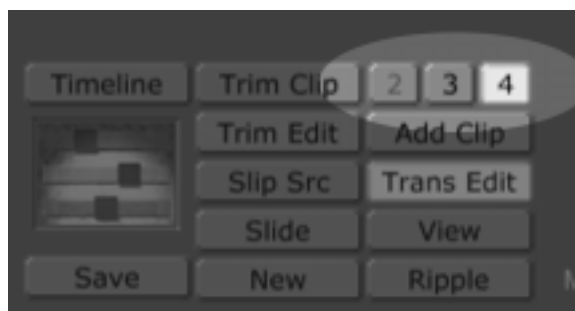 Timeline Trim Clip 2 3 4
Trim Edit Add Clip
Slip Src Trans Edit
Slide View
Save New Ripple